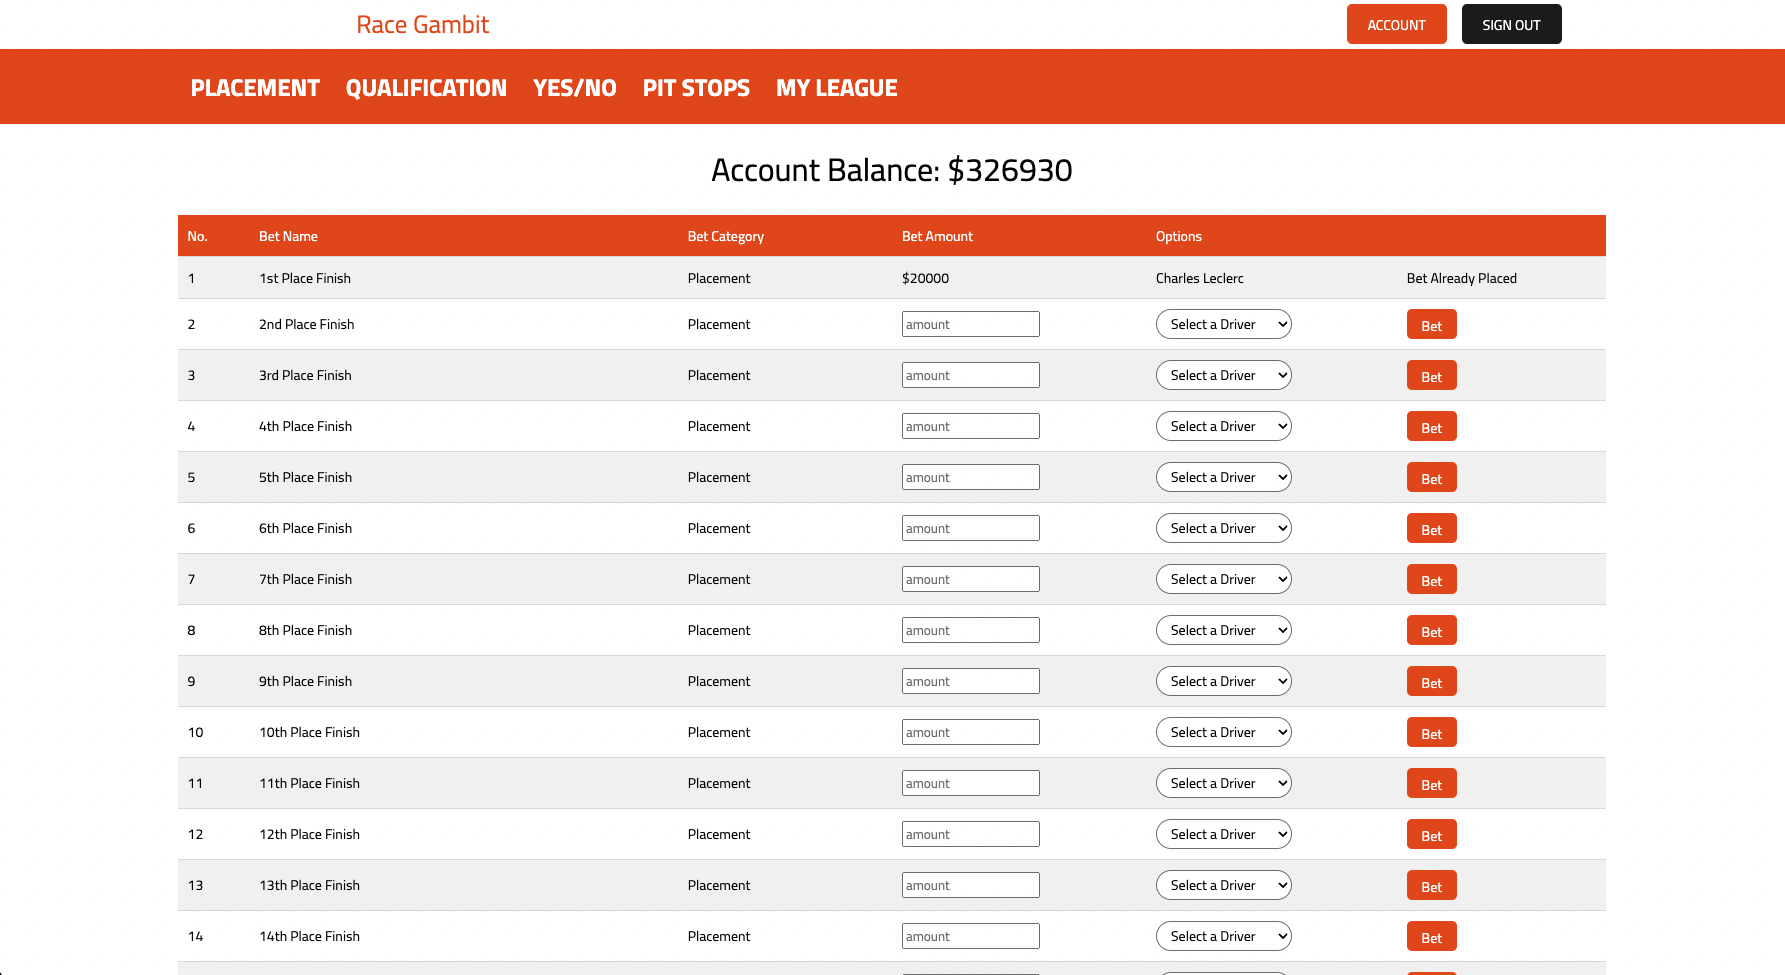 Race Gambit ACCOUNT SIGN OUT
PLACEMENT QUALIFICATION YES/NO PIT STOPS MY LEAGUE
Account Balance: $326930
No. Bet Name Bet Category Bet Amount Options
1 1st Place Finish Placement $20000 Charles Leclerc Bet Already Placed
2 2nd Place Finish Placement amount Select a Driver Bet
3 3rd Place Finish Placement amount Select a Driver Bet
4 4th Place Finish Placement amount Select a Driver Bet
5 5th Place Finish Placement amount Select a Driver Bet
6 6th Place Finish Placement amount Select a Driver Bet
7 7th Place Finish Placement amount Select a Driver Bet
8 8th Place Finish Placement amount Select a Driver Bet
9 9th Place Finish Placement amount Select a Driver Bet
10 10th Place Finish Placement amount Select a Driver Bet
11 11th Place Finish Placement amount Select a Driver Bet
12 12th Place Finish Placement amount Select a Driver Bet
13 13th Place Finish Placement amount Select a Driver Bet
14 14th Place Finish Placement amount Select a Driver Bet